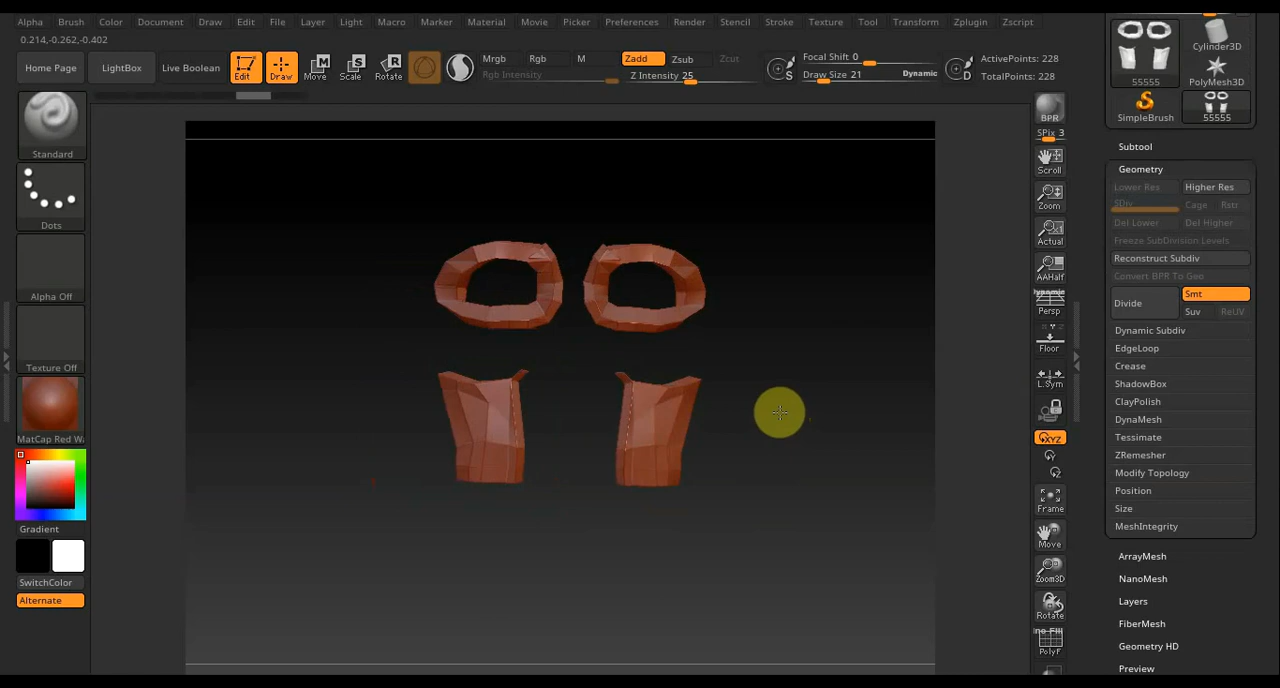 Alpha Brush Color Document Draw Edit File Layer Light Macro Marker Material Movie Picker Preferences Render Stencil Stroke Texture Tool Transform Zplugin Zscript
0.214,-0.262,-0.402
Home Page LightBox Live Boolean Edit Draw Move Scale Rotate
Mrgb Rgb M Zadd Zsub Zcut
Rgb Intensity Z Intensity 25
S
Focal Shift 0
Draw Size 21 Dynamic
D
ActivePoints: 228
TotalPoints: 228
Standard
Dots
Alpha Off
Texture Off
MatCap Red W
Gradient
SwitchColor
Alternate
BPR
SPix 3
Scroll
Zoom
Actual
AAHalf
Dynamic
Persp
Floor
L.Sym
XYZ
Y
Z
Frame
Move
Zoom3D
Rotate
PolyF
55555
Cylinder3D
PolyMesh3D
SimpleBrush
55555
Subtool
Geometry
Lower Res Higher Res
SDiv Cage Rstr
Del Lower Del Higher
Freeze SubDivision Levels
Reconstruct Subdiv
Convert BPR To Geo
Divide Smt
Suv ReUV
Dynamic Subdiv
EdgeLoop
Crease
ShadowBox
ClayPolish
DynaMesh
Tessimate
ZRemesher
Modify Topology
Position
Size
MeshIntegrity
ArrayMesh
NanoMesh
Layers
FiberMesh
Geometry HD
Preview